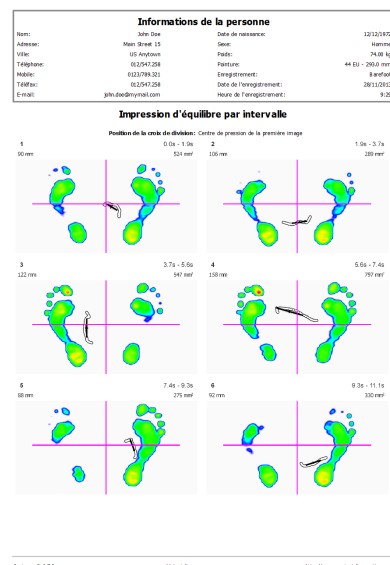 Informations de la personne
Nom: John Doe Date de naissance: 12/12/1972
Adresse: Main Street 15 Sexe: Homme
Ville: US Anytown Poids: 74.00 kg
Téléphone: 012/547.258 Pointure: 44 EU - 293.0 mm
Mobile: 0123/789.321 Enregistrement: Barefoot
Téléfax: 012/547.258 Date de l'enregistrement: 28/11/2013
E-mail: john.doe@mymail.com Heure de l'enregistrement: 9:29
Impression d'équilibre par intervalle
Position de la croix de division: Centre de pression de la première image
1 0.0s - 1.9s 2 1.9s - 3.7s
90 mm 524 mm² 106 mm 289 mm²
3 3.7s - 5.6s 4 5.6s - 7.4s
122 mm 547 mm² 158 mm 797 mm²
5 7.4s - 9.3s 6 9.3s - 11.1s
88 mm 275 mm² 92 mm 330 mm²